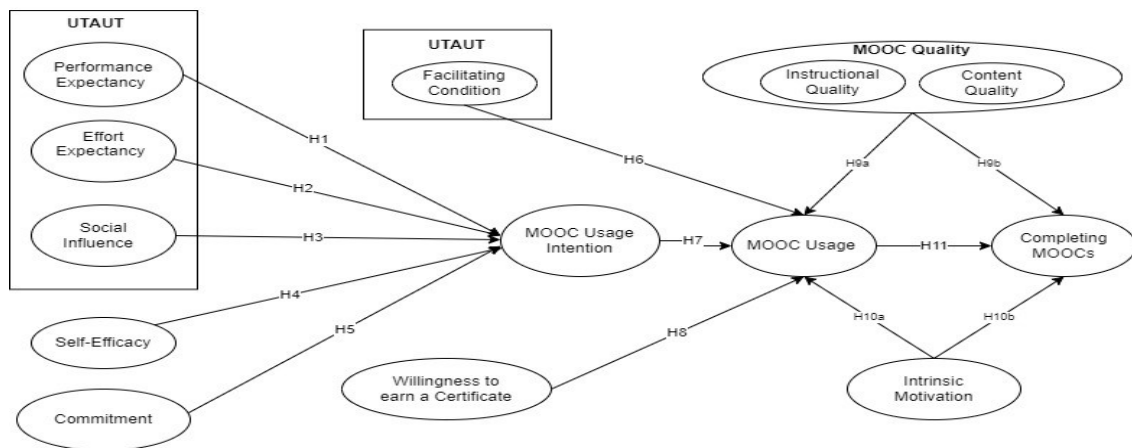 UTAUT
Performance
Expectancy
Effort
Expectancy
Social
Influence
Self-Efficacy
Commitment
H1
H2
H3
H4
H5
UTAUT
Facilitating
Condition
MOOC Usage
Intention
Willingness to
earn a Certificate
H6
H7
H8
MOOC Quality
Instructional
Quality
Content
Quality
H9a
H9b
MOOC Usage
H11
Completing
MOOCs
H10a
H10b
Intrinsic
Motivation